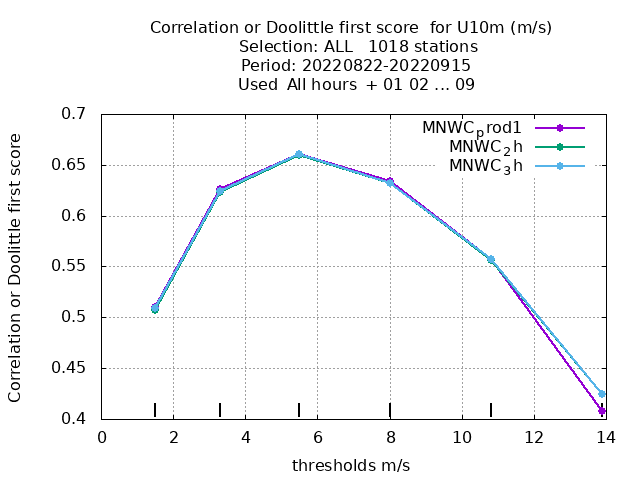 Correlation or Doolittle first score  for U10m (m/s)
Selection: ALL   1018 stations
Period: 20220822-20220915
Used  All hours  + 01 02 ... 09
MNWCprod1
MNWC2h
MNWC3h
0.7
0.65
0.6
0.55
0.5
0.45
0.4
Correlation or Doolittle first score
0 2 4 6 8 10 12 14
thresholds m/s